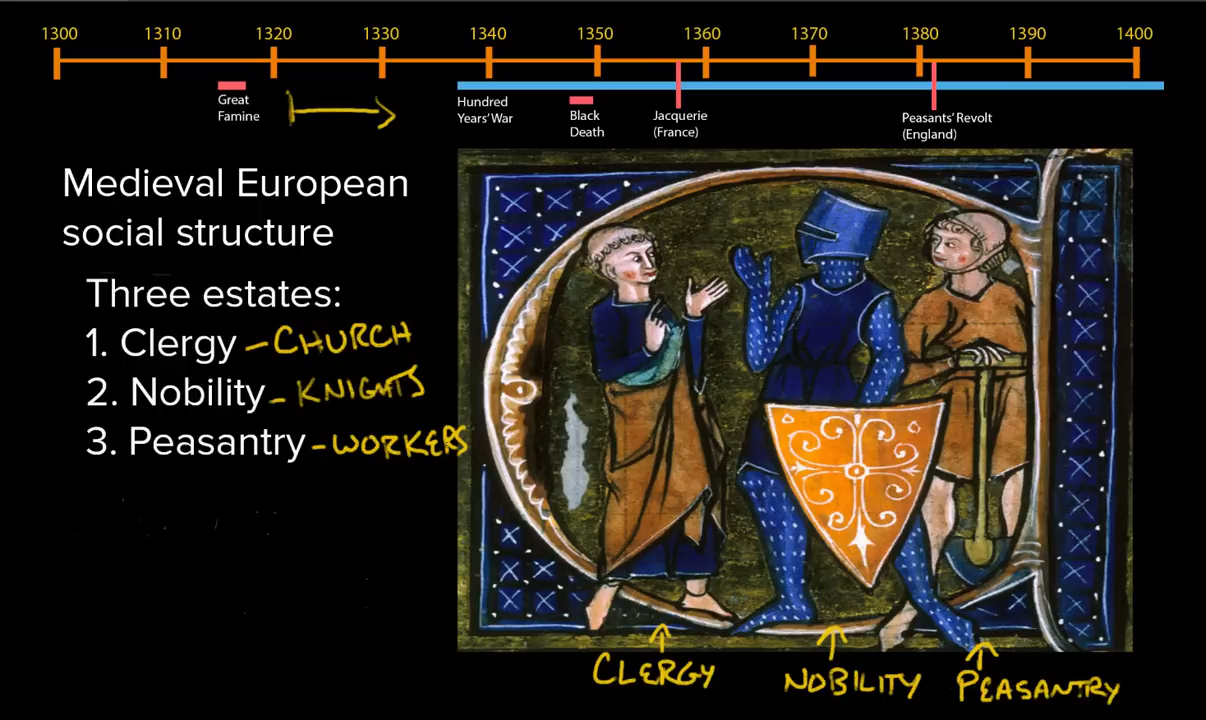 1300 1310 1320 1330 1340 1350 1360 1370 1380 1390 1400
Great
Famine
Hundred
Years' War
Black
Death
Jacquerie
(France)
Peasants' Revolt
(England)
Medieval European
social structure
Three estates:
1. Clergy - CHURCH
2. Nobility - KNIGHTS
3. Peasantry - WORKERS
CLERGY NOBILITY PEASANTRY